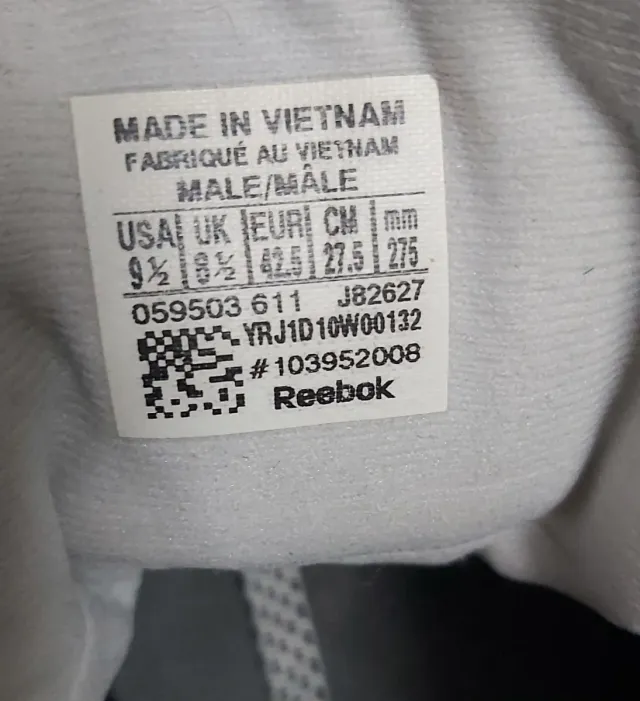 MADE IN VIETNAM
FABRIQUÉ AU VIETNAM
MALE/MÂLE
USA UK EUR CM mm
9½ 8½ 42.5 27.5 275
059503 611 J82627
YRJ1D10W00132
#103952008
Reebok